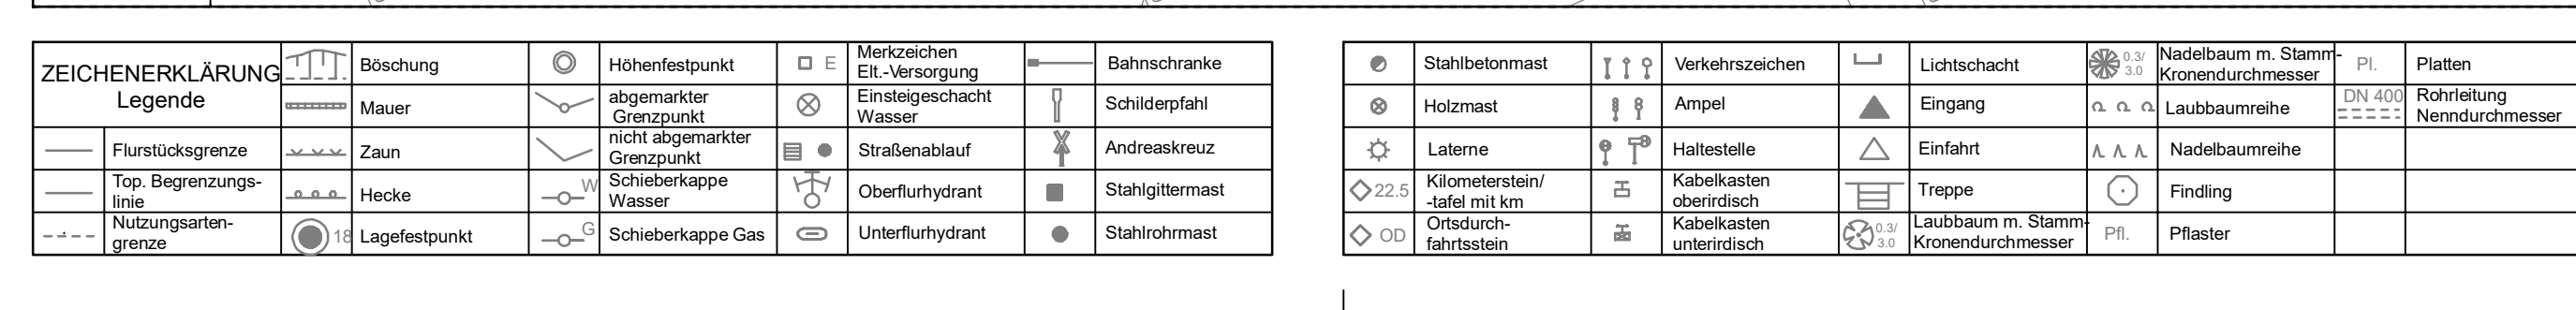 ZEICHENERKLÄRUNG
Legende
Böschung
Höhenfestpunkt
E
Merkzeichen
Elt.-Versorgung
Bahnschranke
Mauer
abgemarkter
Grenzpunkt
Einsteigeschacht
Wasser
Schilderpfahl
Flurstücksgrenze
Zaun
nicht abgemarkter
Grenzpunkt
Straßenablauf
Andreaskreuz
Top. Begrenzungs-
linie
Hecke
W
Schieberkappe
Wasser
Oberflurhydrant
Stahlgittermast
Nutzungsarten-
grenze
18
Lagefestpunkt
G
Schieberkappe Gas
Unterflurhydrant
Stahlrohrmast
Stahlbetonmast
Verkehrszeichen
Lichtschacht
0.3/
3.0
Nadelbaum m. Stamm-
Kronendurchmesser
Pl.
Platten
Holzmast
Ampel
Eingang
Laubbaumreihe
DN 400
Rohrleitung
Nenndurchmesser
Laterne
Haltestelle
Einfahrt
Nadelbaumreihe
22.5
Kilometerstein/
-tafel mit km
Kabelkasten
oberirdisch
Treppe
Findling
OD
Ortsdurch-
fahrtsstein
Kabelkasten
unterirdisch
0.3/
3.0
Laubbaum m. Stamm-
Kronendurchmesser
Pfl.
Pflaster